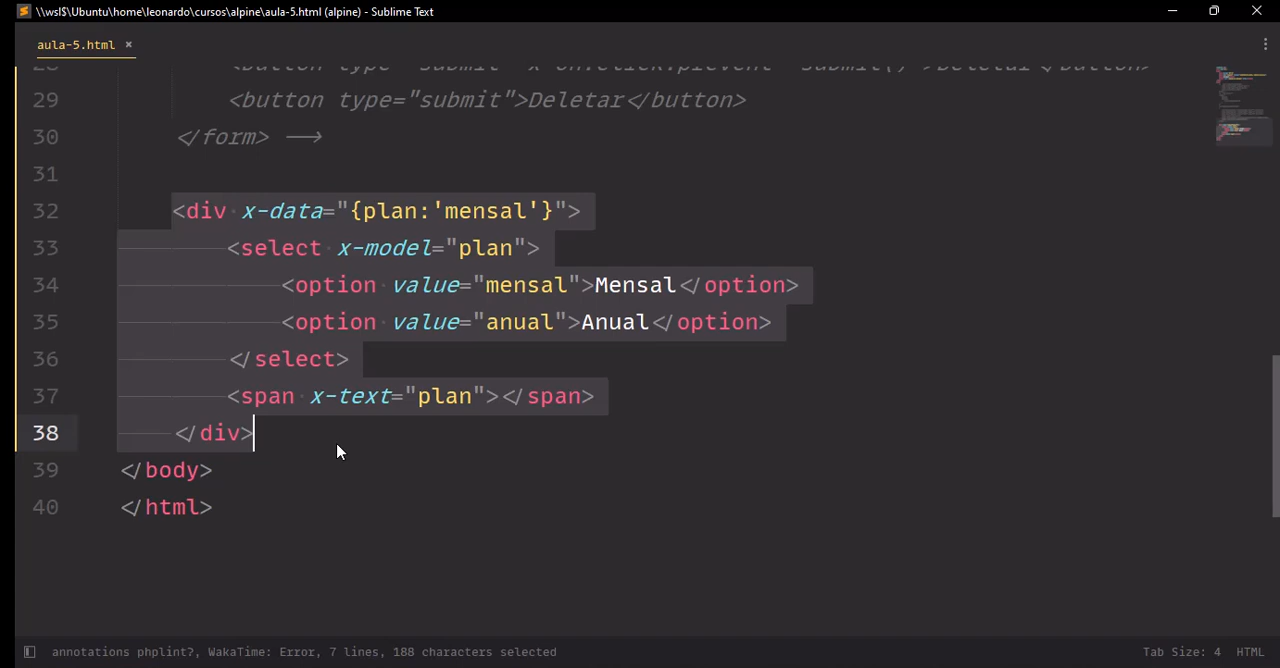 \\wsl$\Ubuntu\home\leonardo\cursos\alpine\aula-5.html (alpine) - Sublime Text
aula-5.html ×
29 <button type="submit">Deletar</button>
30 </form> -->
31
32 <div x-data="{plan:'mensal'}">
33 <select x-model="plan">
34 <option value="mensal">Mensal</option>
35 <option value="anual">Anual</option>
36 </select>
37 <span x-text="plan"></span>
38 </div>
39 </body>
40 </html>
annotations phplint?, WakaTime: Error, 7 lines, 188 characters selected Tab Size: 4 HTML